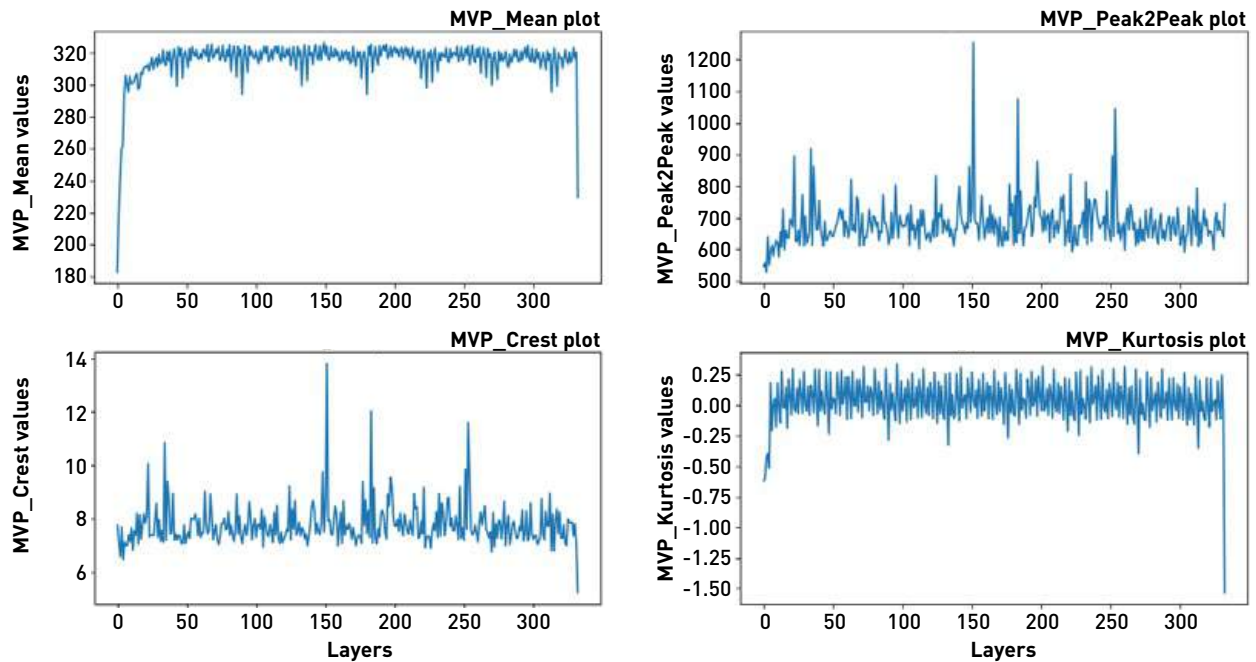 MVP_Mean plot
MVP_Mean values
320
300
280
260
240
220
200
180
0 50 100 150 200 250 300
MVP_Peak2Peak plot
MVP_Peak2Peak values
1200
1100
1000
900
800
700
600
500
0 50 100 150 200 250 300
MVP_Crest plot
MVP_Crest values
14
12
10
8
6
0 50 100 150 200 250 300
Layers
MVP_Kurtosis plot
MVP_Kurtosis values
0.25
0.00
-0.25
-0.50
-0.75
-1.00
-1.25
-1.50
0 50 100 150 200 250 300
Layers